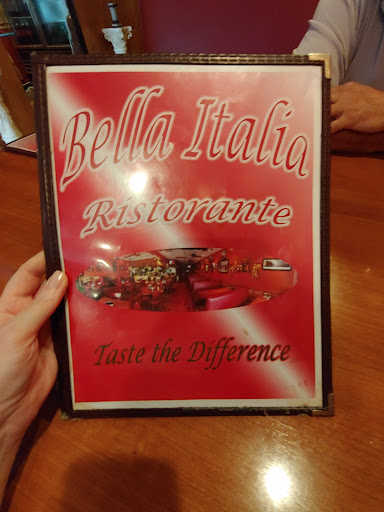 Bella Italia
Ristorante
Taste the Difference